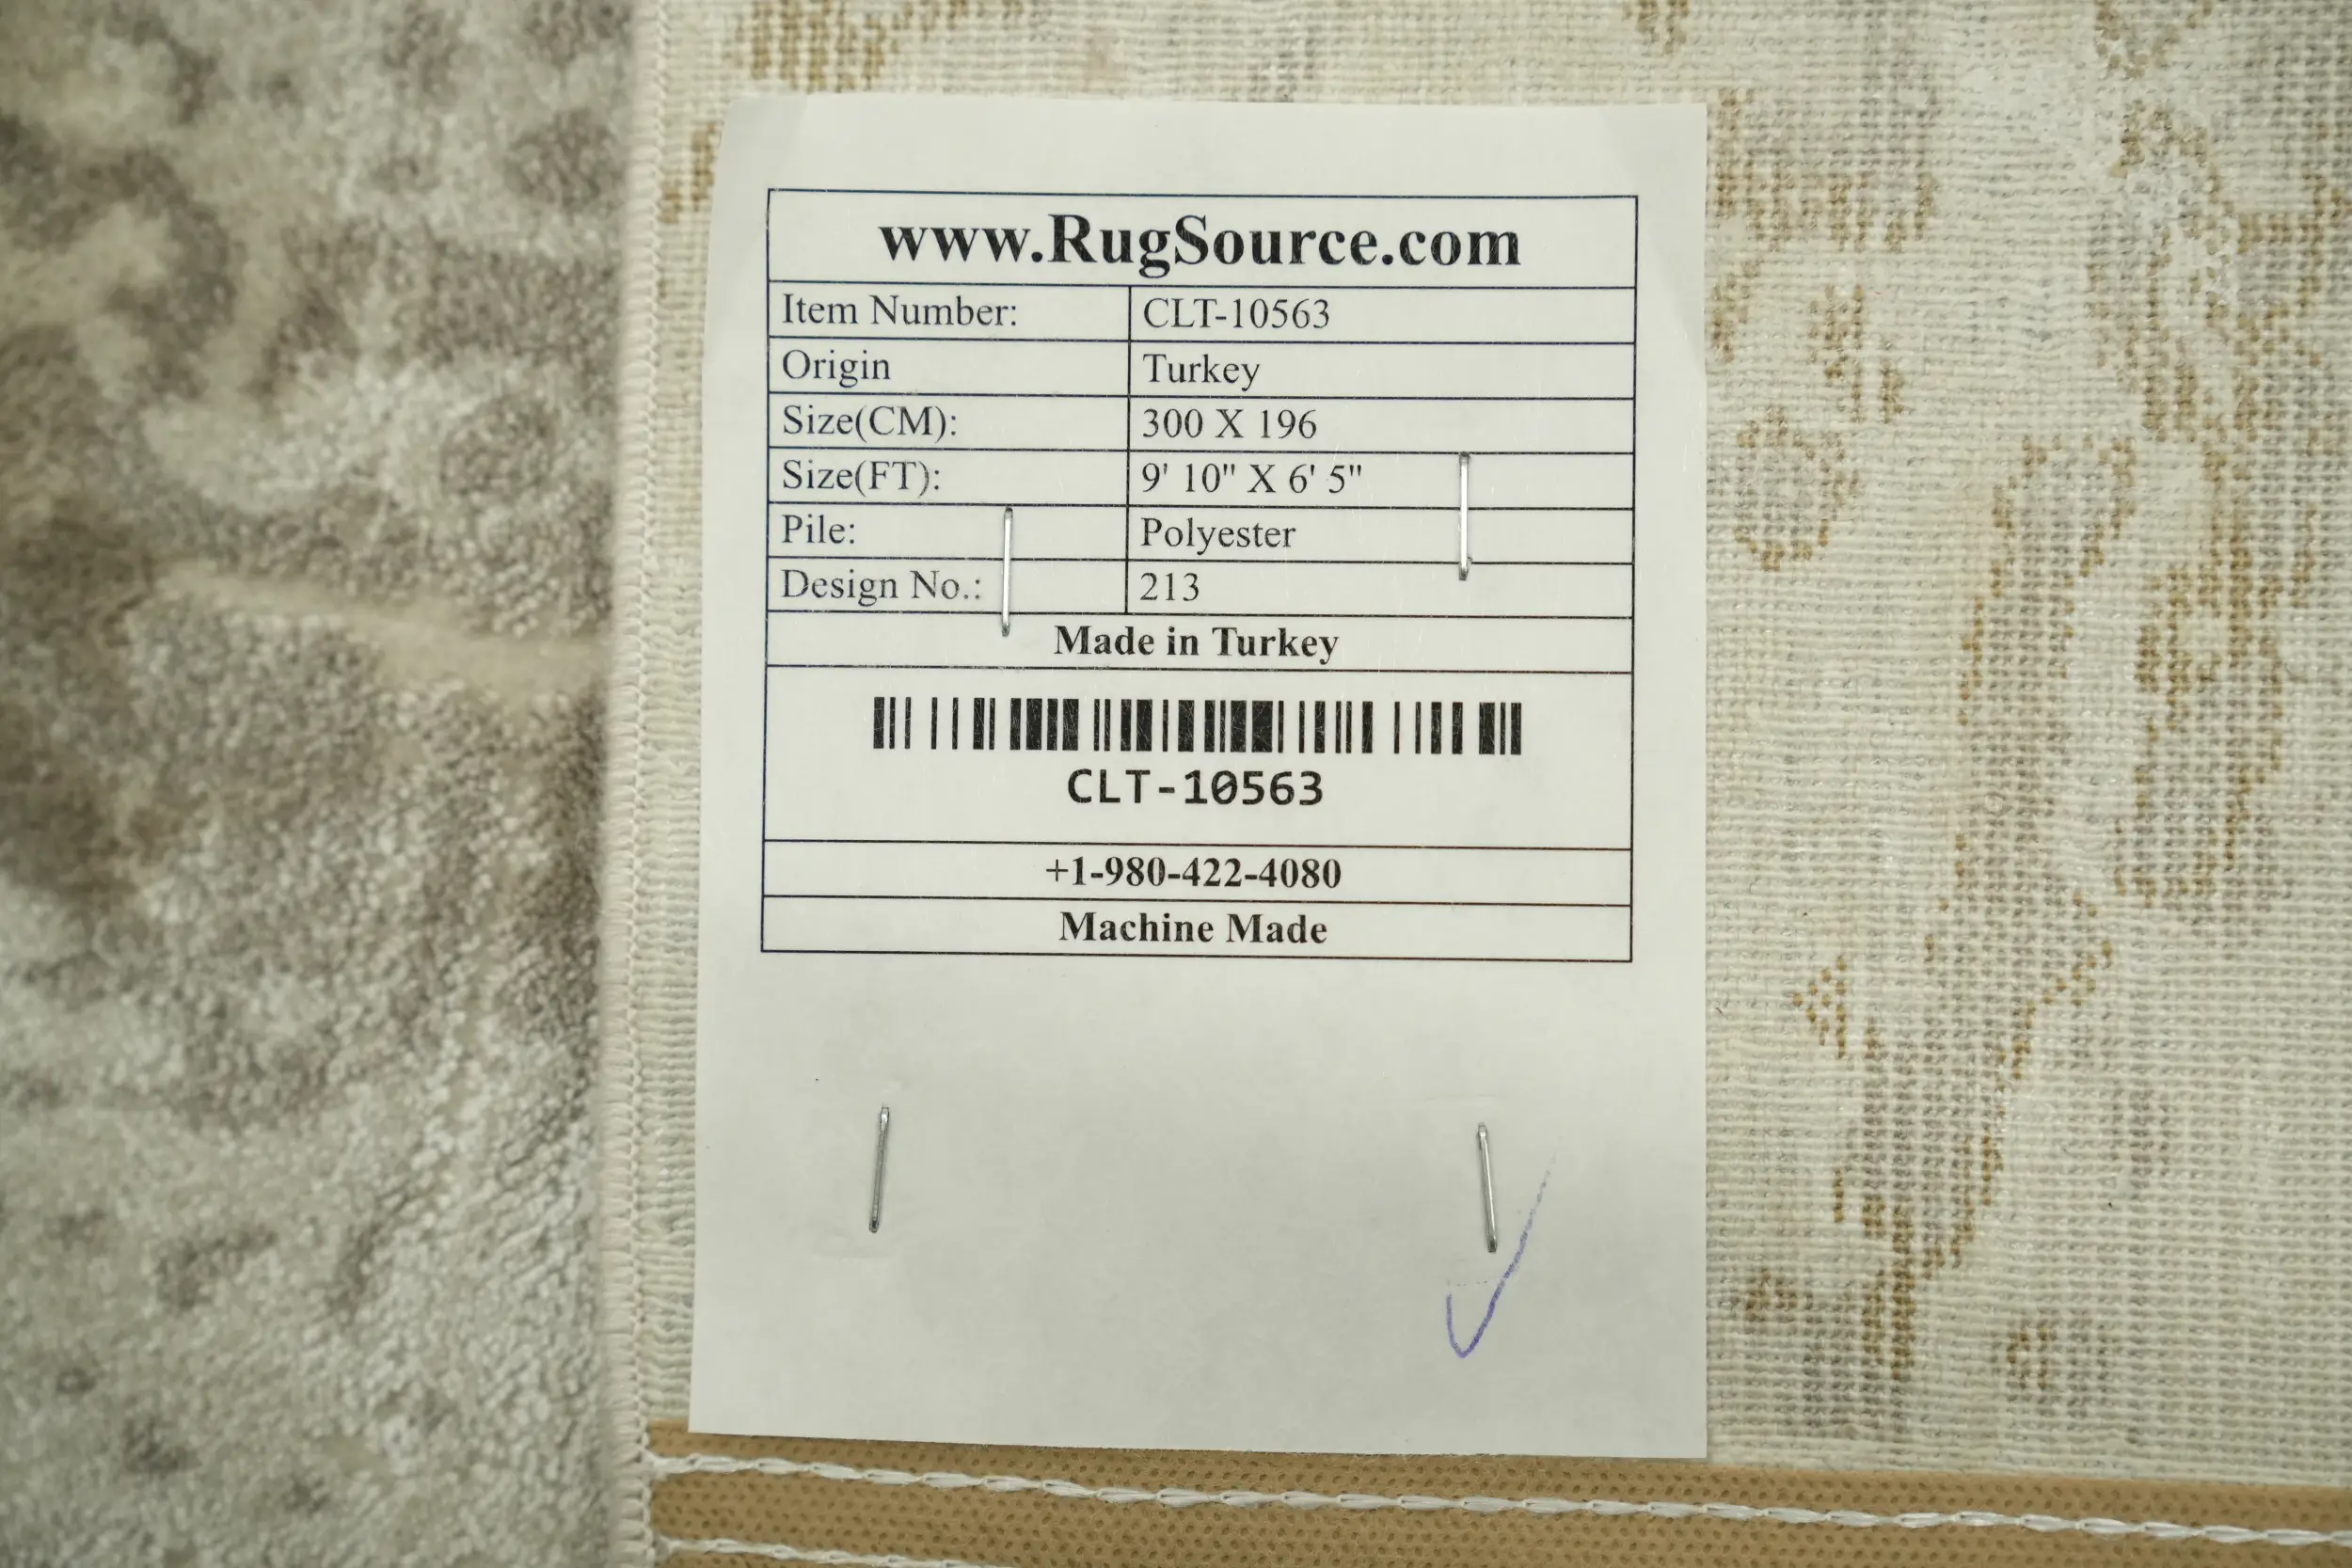 www.RugSource.com
Item Number: CLT-10563
Origin Turkey
Size(CM): 300 X 196
Size(FT): 9' 10" X 6' 5"
Pile: Polyester
Design No.: 213
Made in Turkey
CLT-10563
+1-980-422-4080
Machine Made